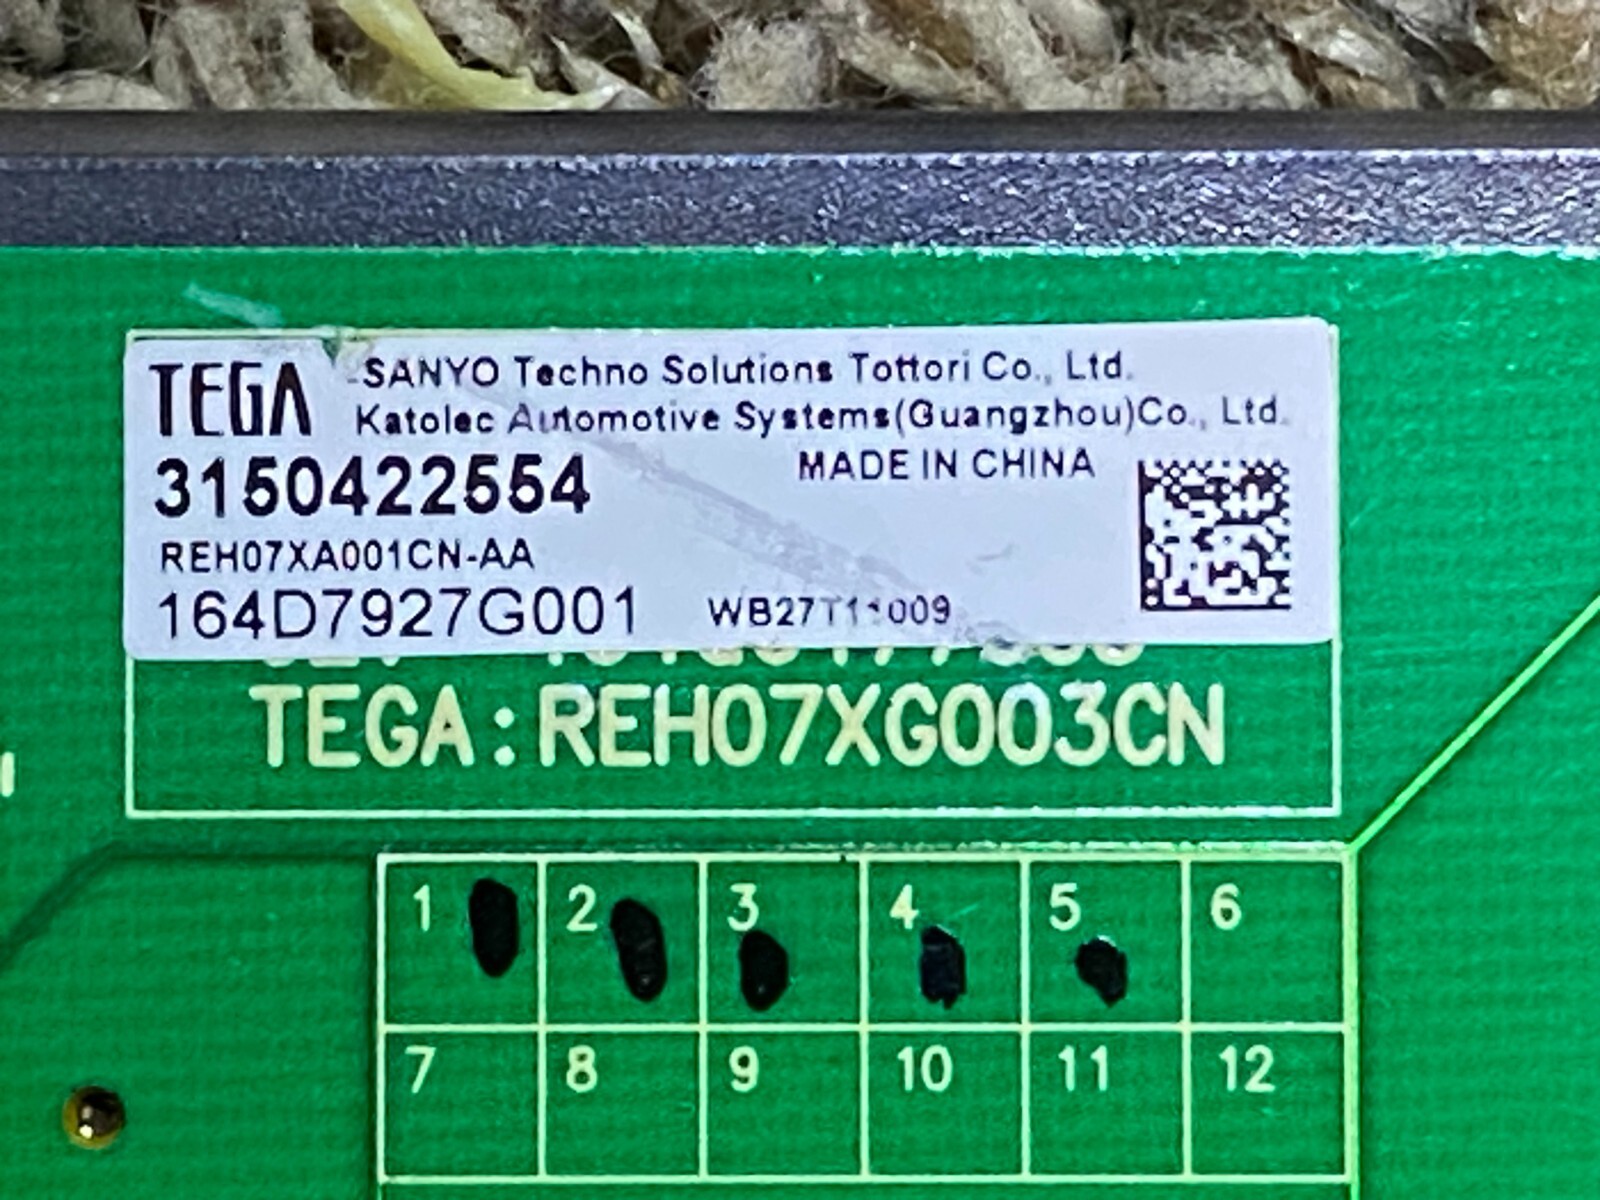 TEGA
SANYO Techno Solutions Tottori Co., Ltd.
Katolec Automotive Systems(Guangzhou)Co., Ltd.
3150422554
MADE IN CHINA
REH07XA001CN-AA
164D7927G001
TEGA:REH07XG003CN
1 2 3 4 5 6
7 8 9 10 11 12